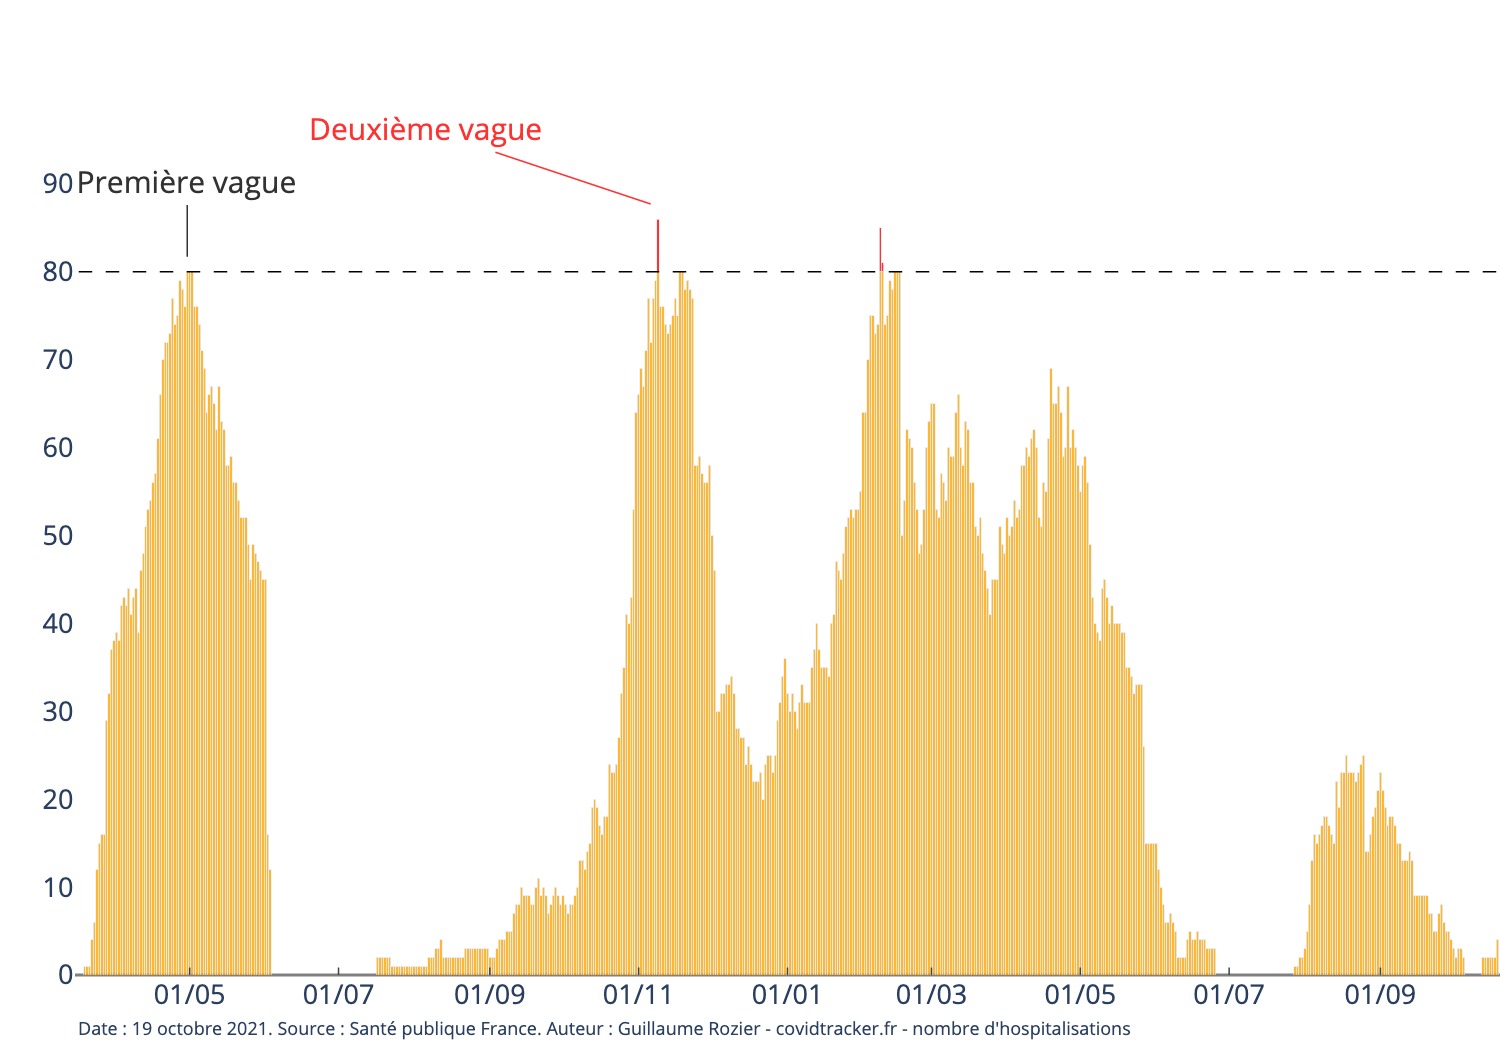 Deuxième vague
90 Première vague
80
70
60
50
40
30
20
10
0
01/05 01/07 01/09 01/11 01/01 01/03 01/05 01/07 01/09
Date : 19 octobre 2021. Source : Santé publique France. Auteur : Guillaume Rozier - covidtracker.fr - nombre d'hospitalisations